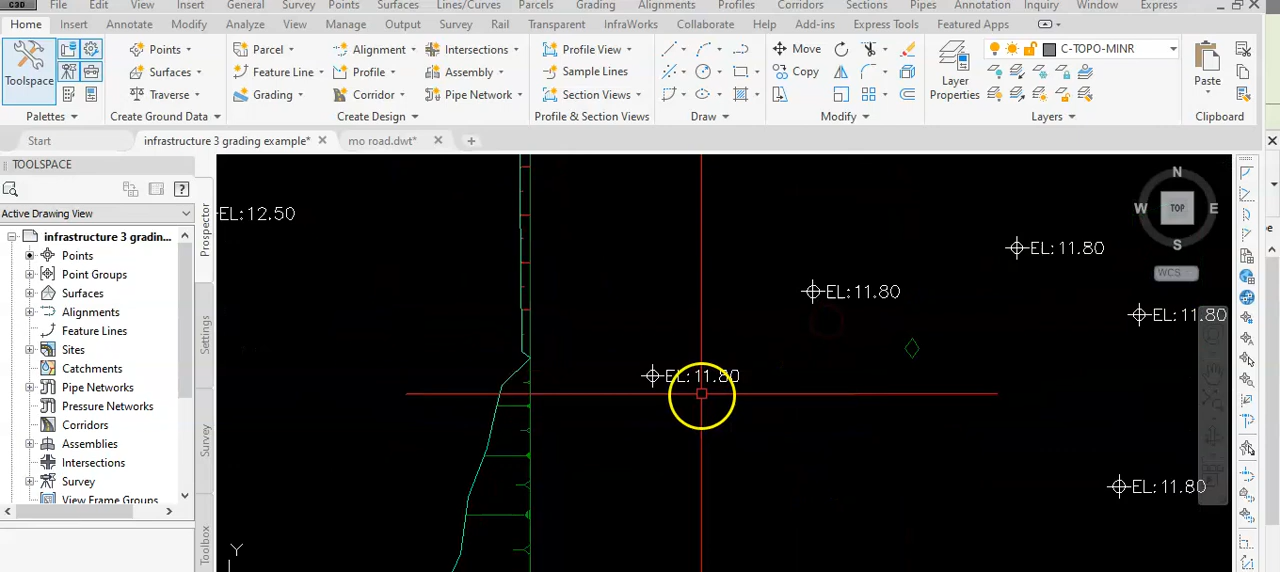 C3D File Edit View Insert General Survey Points Surfaces Lines/Curves Parcels Grading Alignments Profiles Corridors Sections Pipes Annotation Inquiry Window Express
Home Insert Annotate Modify Analyze View Manage Output Survey Rail Transparent InfraWorks Collaborate Help Add-ins Express Tools Featured Apps
Toolspace
Points
Surfaces
Traverse
Parcel
Feature Line
Grading
Alignment
Profile
Corridor
Intersections
Assembly
Pipe Network
Profile View
Sample Lines
Section Views
Move
Copy
Layer
Properties
C-TOPO-MINR
Paste
Palettes
Create Ground Data
Create Design
Profile & Section Views
Draw
Modify
Layers
Clipboard
Start
infrastructure 3 grading example*
mo road.dwt*
TOOLSPACE
Active Drawing View
infrastructure 3 gradin...
Points
Point Groups
Surfaces
Alignments
Feature Lines
Sites
Catchments
Pipe Networks
Pressure Networks
Corridors
Assemblies
Intersections
Survey
View Frame Groups
Prospector
Settings
Survey
Toolbox
EL:12.50
N
W
TOP
E
S
WCS
EL:11.80
EL:11.80
EL:11.80
EL:11.80
EL:11.80
Y